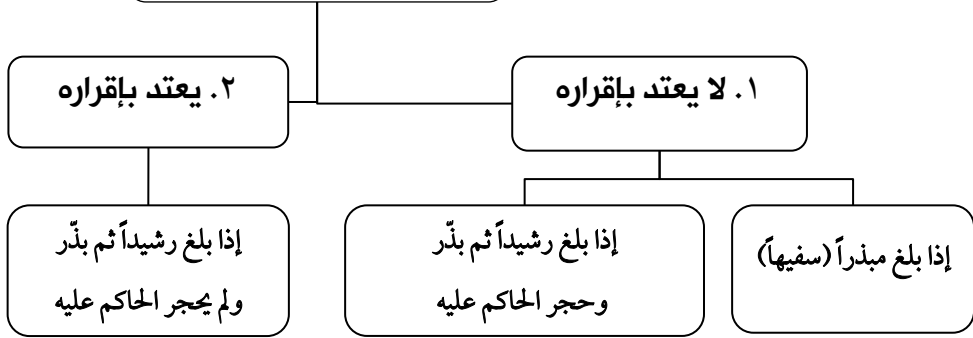 ١. لا يعتد بإقراره
٢. يعتد بإقراره
إذا بلغ مبذراً (سفيهاً)
إذا بلغ رشيداً ثم بذّر
وحجر الحاكم عليه
إذا بلغ رشيداً ثم بذّر
ولم يحجر الحاكم عليه